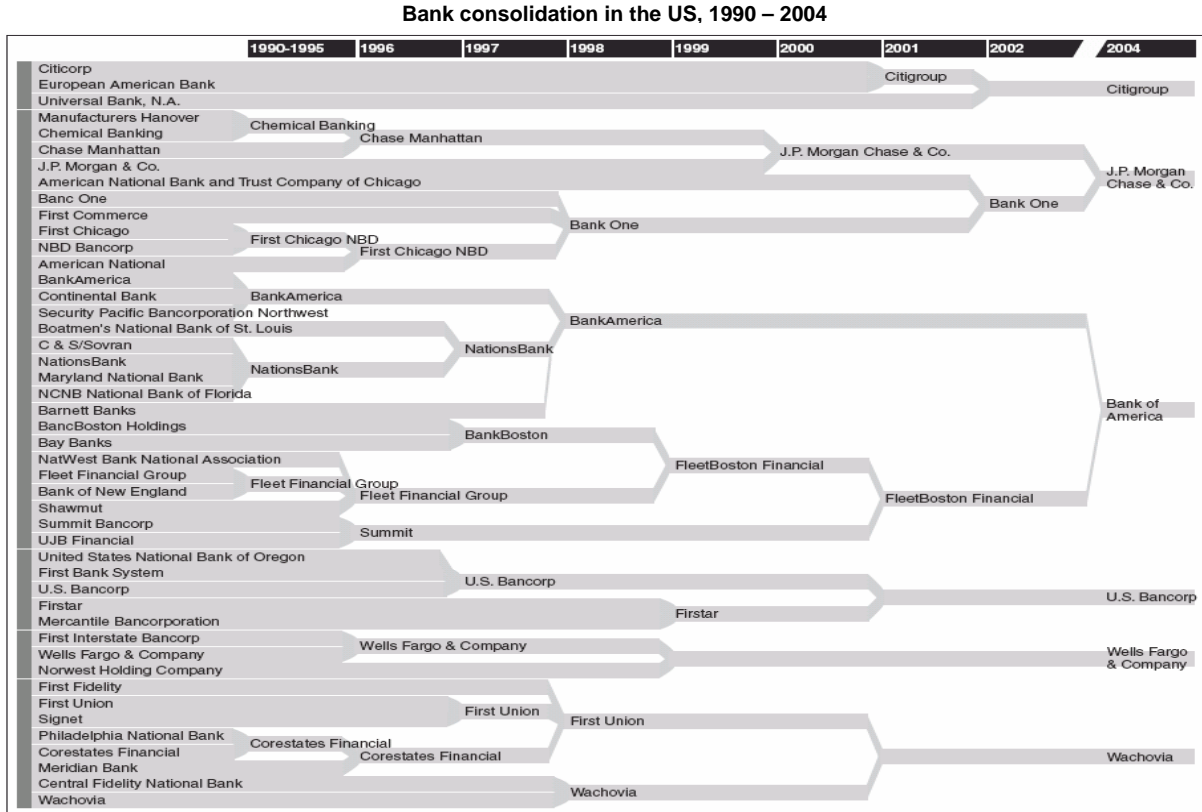 Bank consolidation in the US, 1990 – 2004
1990-1995 1996 1997 1998 1999 2000 2001 2002 2004
Citicorp
European American Bank
Universal Bank, N.A.
Citigroup
Citigroup
Manufacturers Hanover
Chemical Banking
Chase Manhattan
J.P. Morgan & Co.
American National Bank and Trust Company of Chicago
Banc One
First Commerce
First Chicago
NBD Bancorp
American National
Chemical Banking
Chase Manhattan
J.P. Morgan Chase & Co.
First Chicago NBD
First Chicago NBD
Bank One
Bank One
J.P. Morgan
Chase & Co.
BankAmerica
Continental Bank
Security Pacific Bancorporation Northwest
Boatmen's National Bank of St. Louis
C & S/Sovran
NationsBank
Maryland National Bank
NCNB National Bank of Florida
Barnett Banks
BancBoston Holdings
Bay Banks
NatWest Bank National Association
Fleet Financial Group
Bank of New England
Shawmut
Summit Bancorp
UJB Financial
BankAmerica
NationsBank
NationsBank
BankAmerica
BankBoston
Fleet Financial Group
Fleet Financial Group
Summit
FleetBoston Financial
FleetBoston Financial
Bank of
America
United States National Bank of Oregon
First Bank System
U.S. Bancorp
Firstar
Mercantile Bancorporation
U.S. Bancorp
Firstar
U.S. Bancorp
First Interstate Bancorp
Wells Fargo & Company
Norwest Holding Company
Wells Fargo & Company
Wells Fargo
& Company
First Fidelity
First Union
Signet
Philadelphia National Bank
Corestates Financial
Meridian Bank
Central Fidelity National Bank
Wachovia
First Union
Corestates Financial
Corestates Financial
First Union
Wachovia
Wachovia